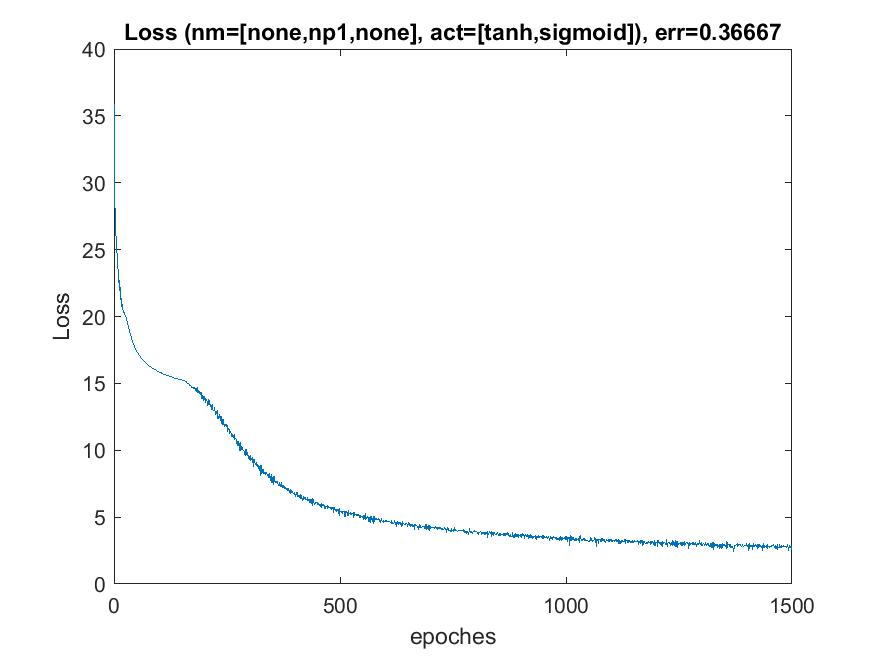 Loss (nm=[none,np1,none], act=[tanh,sigmoid]), err=0.36667
40
35
30
25
20
15
10
5
0
Loss
0 500 1000 1500
epoches